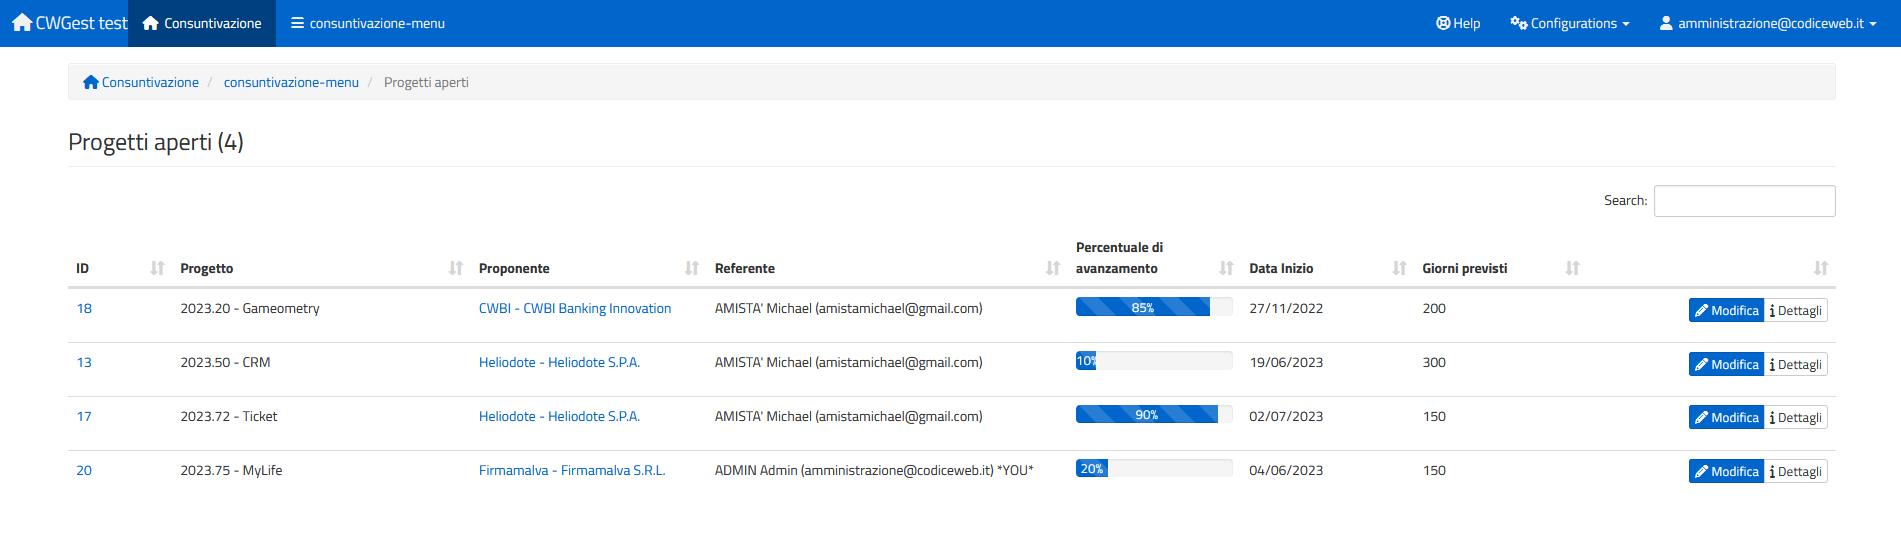 CWGest test Consuntivazione consuntivazione-menu Help Configurations amministrazione@codiceweb.it
Consuntivazione / consuntivazione-menu / Progetti aperti
Progetti aperti (4)
Search:
ID Progetto Proponente Referente Percentuale di avanzamento Data Inizio Giorni previsti
18 2023.20 - Gameometry CWBI - CWBI Banking Innovation AMISTA' Michael (amistamichael@gmail.com) 85% 27/11/2022 200 Modifica Dettagli
13 2023.50 - CRM Heliodote - Heliodote S.P.A. AMISTA' Michael (amistamichael@gmail.com) 10% 19/06/2023 300 Modifica Dettagli
17 2023.72 - Ticket Heliodote - Heliodote S.P.A. AMISTA' Michael (amistamichael@gmail.com) 90% 02/07/2023 150 Modifica Dettagli
20 2023.75 - MyLife Firmamalva - Firmamalva S.R.L. ADMIN Admin (amministrazione@codiceweb.it) *YOU* 20% 04/06/2023 150 Modifica Dettagli